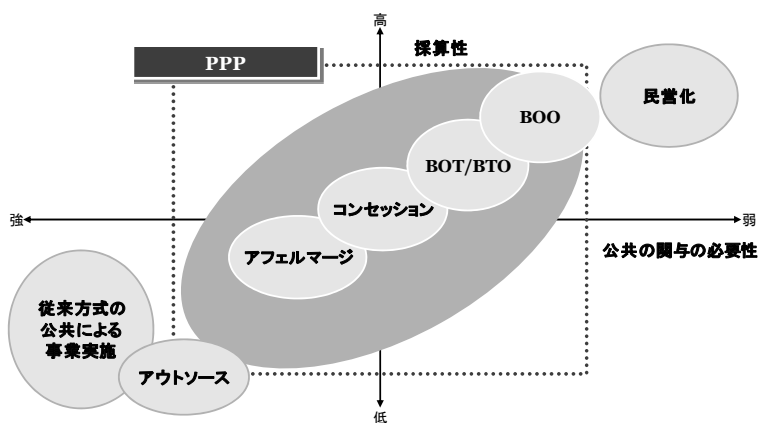 高
採算性
PPP
民営化
BOO
BOT/BTO
コンセッション
強
弱
アフェルマージ
公共の関与の必要性
従来方式の
公共による
事業実施
アウトソース
低